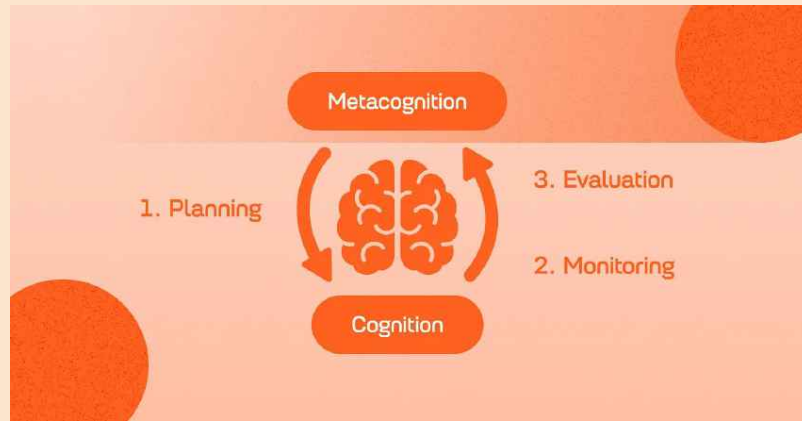 Metacognition
1. Planning
3. Evaluation
2. Monitoring
Cognition